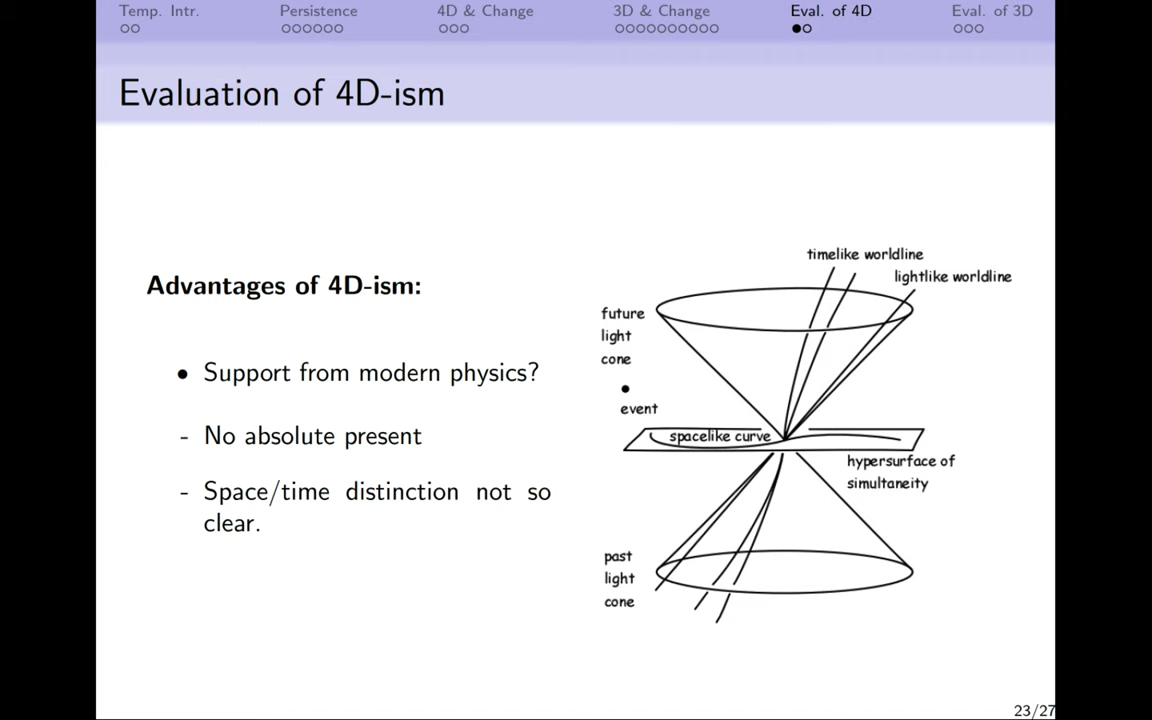 Temp. Intr. Persistence 4D & Change 3D & Change Eval. of 4D Eval. of 3D
Evaluation of 4D-ism
Advantages of 4D-ism:
• Support from modern physics?
- No absolute present
- Space/time distinction not so
clear.
timelike worldline
lightlike worldline
future
light
cone
event
spacelike curve
hypersurface of
simultaneity
past
light
cone
23/27